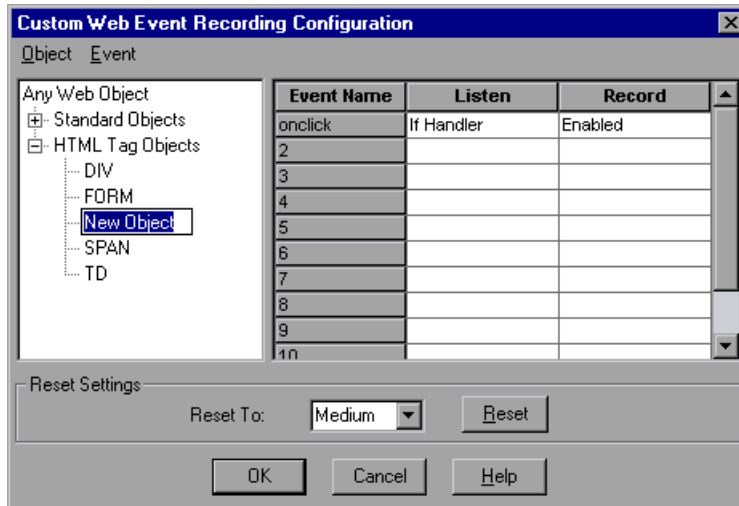 Custom Web Event Recording Configuration
Object Event
Any Web Object
Standard Objects
HTML Tag Objects
DIV
FORM
New Object
SPAN
TD
Event Name Listen Record
onclick If Handler Enabled
2
3
4
5
6
7
8
9
10
Reset Settings
Reset To: Medium Reset
OK Cancel Help